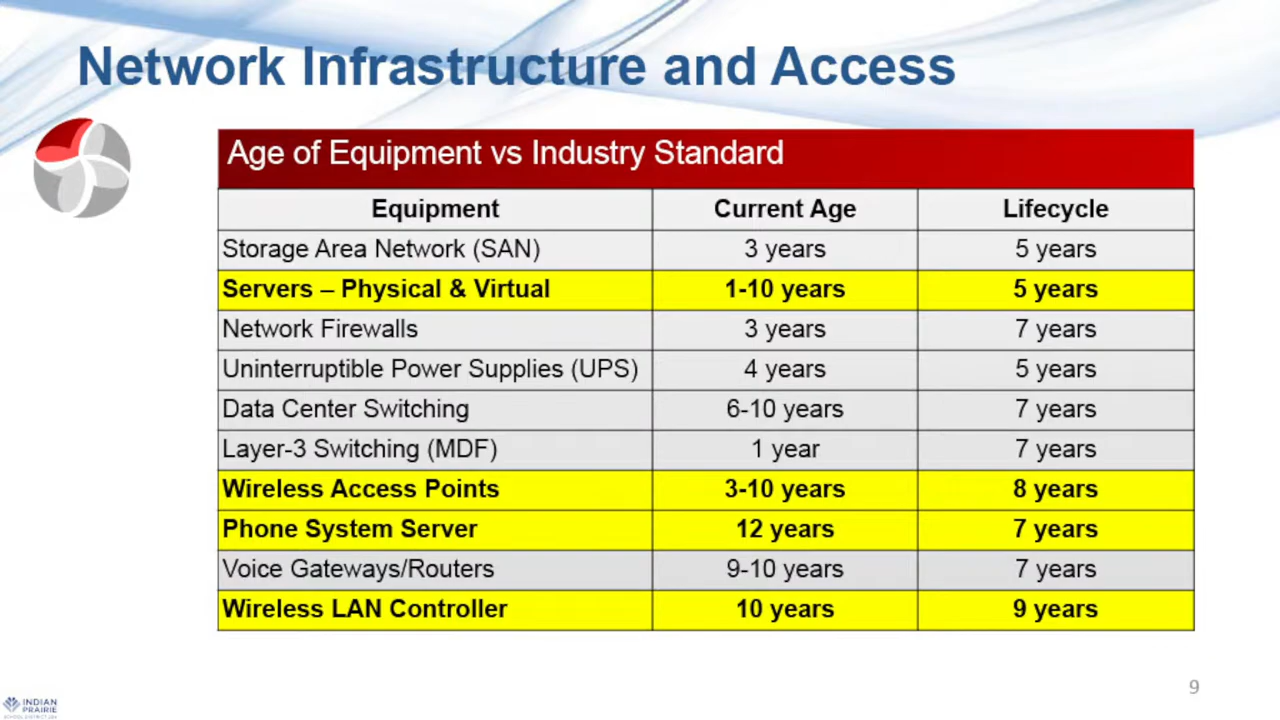 Network Infrastructure and Access
Age of Equipment vs Industry Standard
Equipment Current Age Lifecycle
Storage Area Network (SAN) 3 years 5 years
Servers – Physical & Virtual 1-10 years 5 years
Network Firewalls 3 years 7 years
Uninterruptible Power Supplies (UPS) 4 years 5 years
Data Center Switching 6-10 years 7 years
Layer-3 Switching (MDF) 1 year 7 years
Wireless Access Points 3-10 years 8 years
Phone System Server 12 years 7 years
Voice Gateways/Routers 9-10 years 7 years
Wireless LAN Controller 10 years 9 years
9
INDIAN
PRAIRIE
SCHOOL DISTRICT